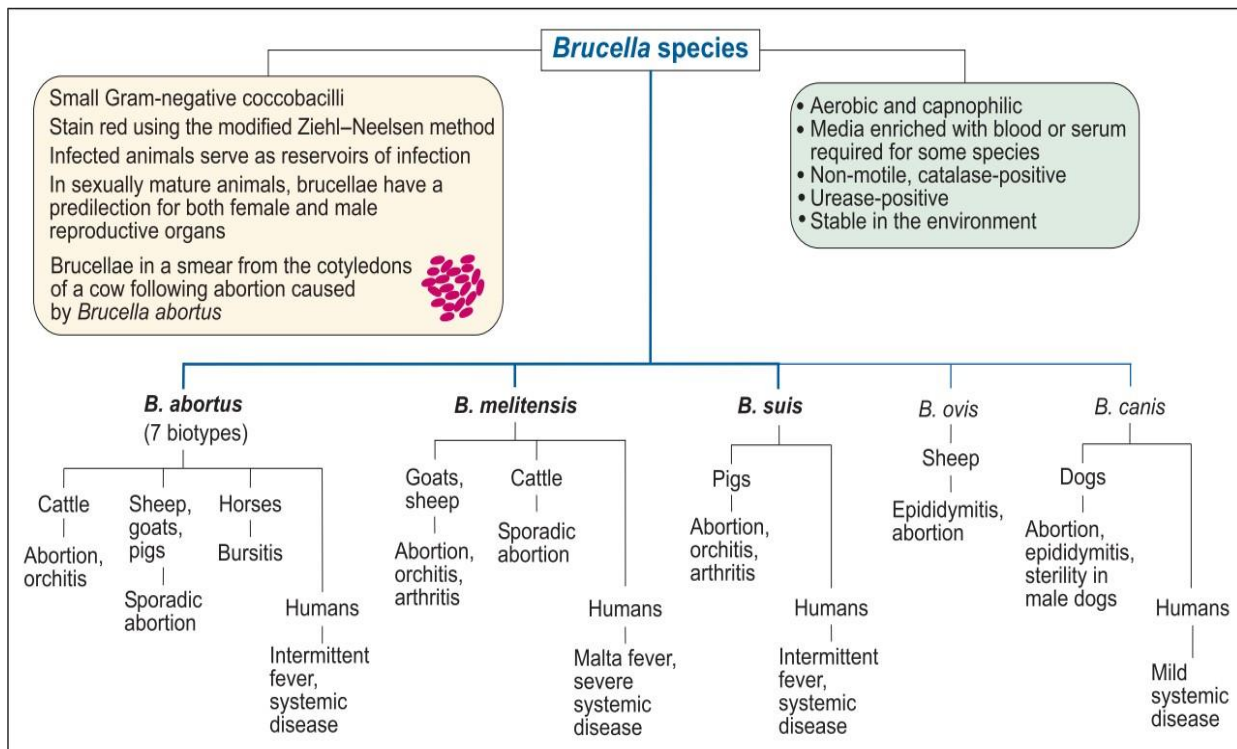 Brucella species
Small Gram-negative coccobacilli
Stain red using the modified Ziehl–Neelsen method
Infected animals serve as reservoirs of infection
In sexually mature animals, brucellae have a
predilection for both female and male
reproductive organs
Brucellae in a smear from the cotyledons
of a cow following abortion caused
by Brucella abortus
• Aerobic and capnophilic
• Media enriched with blood or serum
required for some species
• Non-motile, catalase-positive
• Urease-positive
• Stable in the environment
B. abortus
(7 biotypes)
Cattle
Abortion,
orchitis
Sheep,
goats,
pigs
Sporadic
abortion
Horses
Bursitis
Humans
Intermittent
fever,
systemic
disease
B. melitensis
Goats,
sheep
Abortion,
orchitis,
arthritis
Cattle
Sporadic
abortion
Humans
Malta fever,
severe
systemic
disease
B. suis
Pigs
Abortion,
orchitis,
arthritis
Humans
Intermittent
fever,
systemic
disease
B. ovis
Sheep
Epididymitis,
abortion
B. canis
Dogs
Abortion,
epididymitis,
sterility in
male dogs
Humans
Mild
systemic
disease